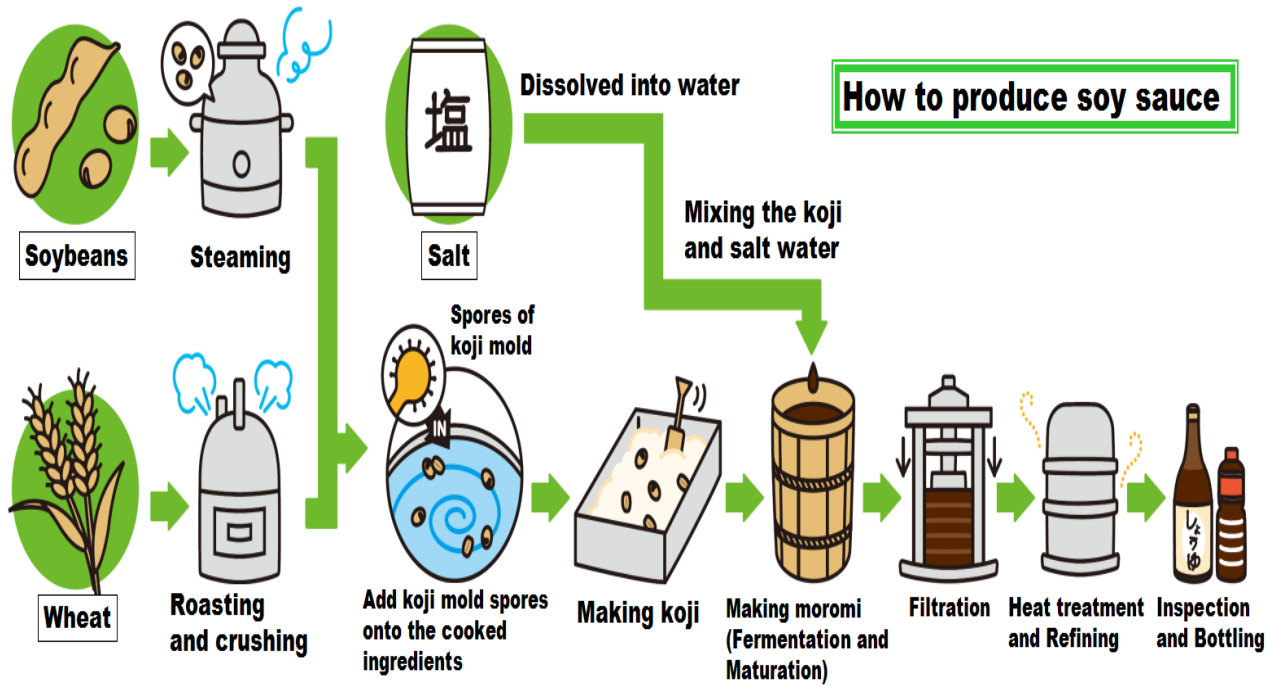 How to produce soy sauce
Soybeans
Steaming
塩
Salt
Dissolved into water
Mixing the koji
and salt water
Wheat
Roasting
and crushing
Spores of
koji mold
IN
Add koji mold spores
onto the cooked
ingredients
Making koji
Making moromi
(Fermentation and
Maturation)
Filtration
Heat treatment
and Refining
しょうゆ
Inspection
and Bottling